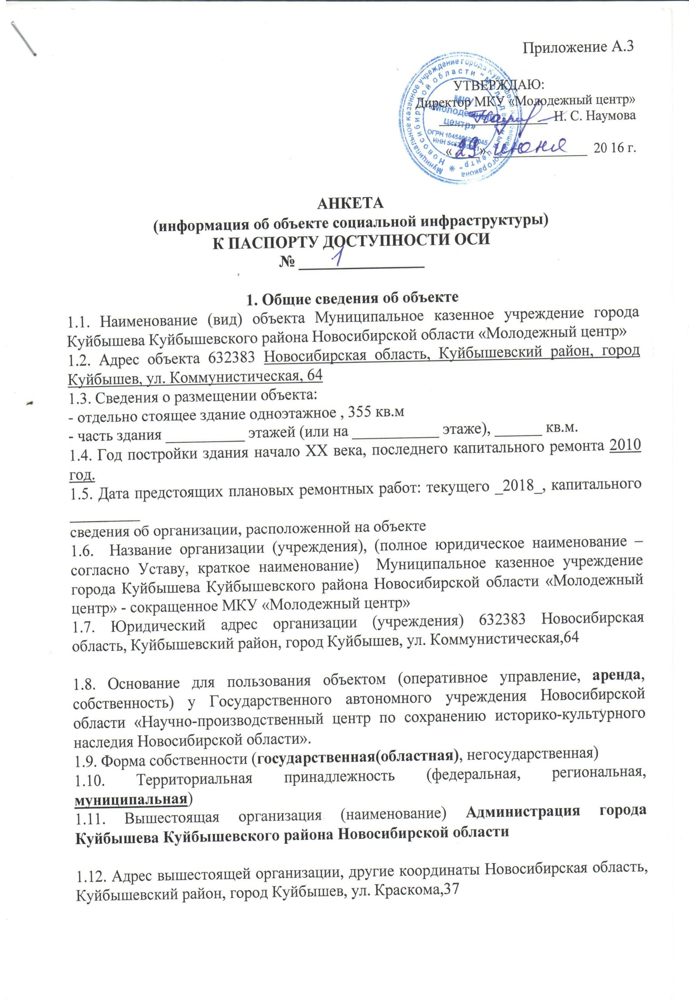 Приложение А.3
УТВЕРЖДАЮ:
Директор МКУ «Молодежный центр»
Н. С. Наумова
«29» июня 20 16 г.
Муниципальное казенное учреждение города Куйбышева Куйбышевского района
Новосибирской области "Молодежный центр"
МКУ
«Молодежный
центр»
АНКЕТА
(информация об объекте социальной инфраструктуры)
К ПАСПОРТУ ДОСТУПНОСТИ ОСИ
№ 1
1. Общие сведения об объекте
1.1. Наименование (вид) объекта Муниципальное казенное учреждение города
Куйбышева Куйбышевского района Новосибирской области «Молодежный центр»
1.2. Адрес объекта 632383 Новосибирская область, Куйбышевский район, город
Куйбышев, ул. Коммунистическая, 64
1.3. Сведения о размещении объекта:
- отдельно стоящее здание одноэтажное , 355 кв.м
- часть здания __________ этажей (или на ___________ этаже), ______ кв.м.
1.4. Год постройки здания начало XX века, последнего капитального ремонта 2010
год.
1.5. Дата предстоящих плановых ремонтных работ: текущего _2018_, капитального
_________
сведения об организации, расположенной на объекте
1.6. Название организации (учреждения), (полное юридическое наименование –
согласно Уставу, краткое наименование) Муниципальное казенное учреждение
города Куйбышева Куйбышевского района Новосибирской области «Молодежный
центр» - сокращенное МКУ «Молодежный центр»
1.7. Юридический адрес организации (учреждения) 632383 Новосибирская
область, Куйбышевский район, город Куйбышев, ул. Коммунистическая,64
1.8. Основание для пользования объектом (оперативное управление, аренда,
собственность) у Государственного автономного учреждения Новосибирской
области «Научно-производственный центр по сохранению историко-культурного
наследия Новосибирской области».
1.9. Форма собственности (государственная(областная), негосударственная)
1.10. Территориальная принадлежность (федеральная, региональная,
муниципальная)
1.11. Вышестоящая организация (наименование) Администрация города
Куйбышева Куйбышевского района Новосибирской области
1.12. Адрес вышестоящей организации, другие координаты Новосибирская область,
Куйбышевский район, город Куйбышев, ул. Краскома,37